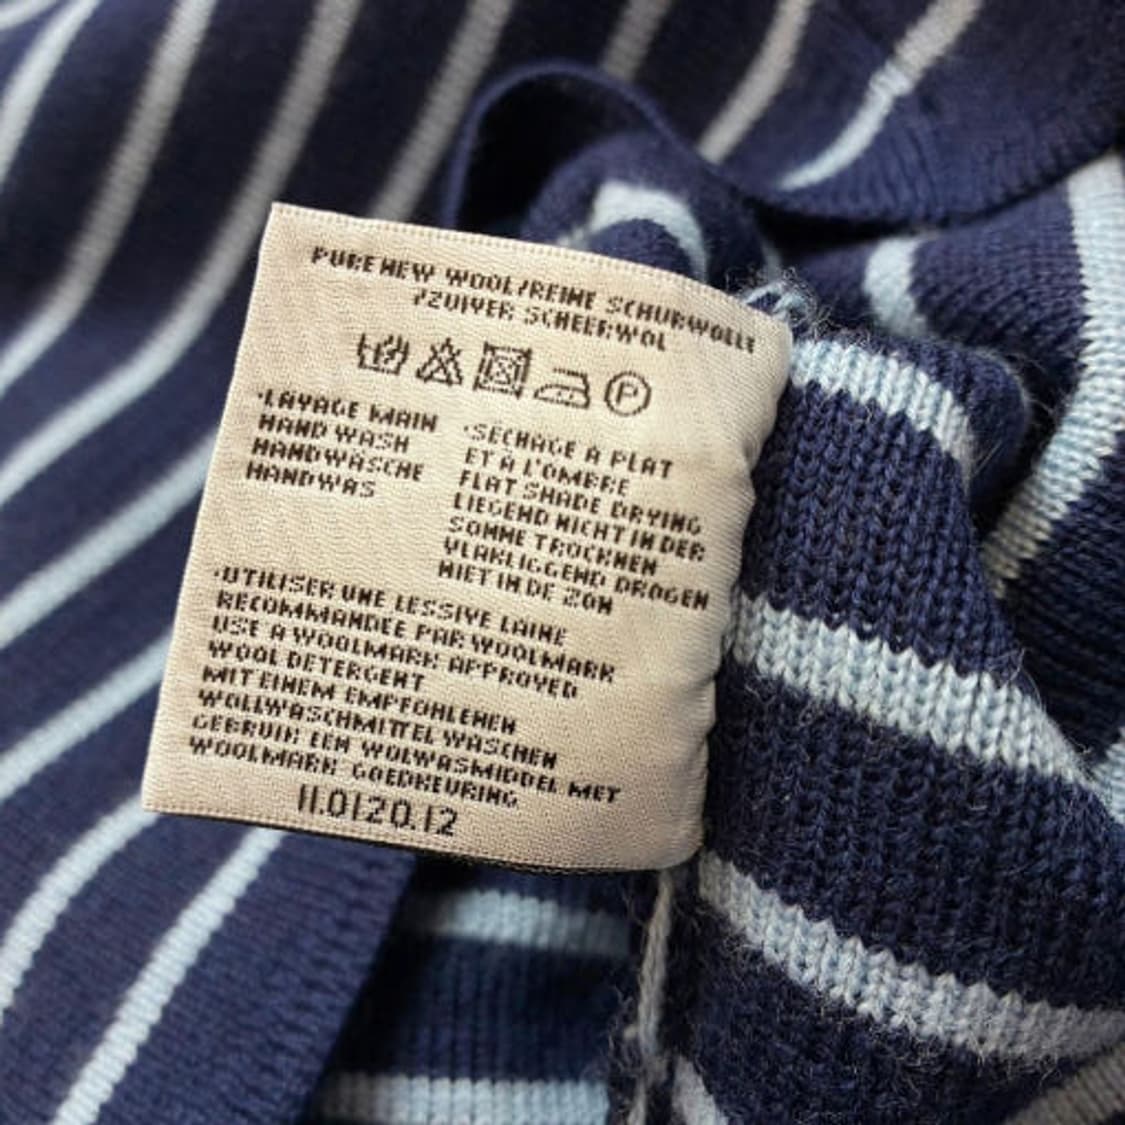 PURE NEW WOOL/REINE SCHURWOLLE
/ZUIVER SCHEERWOL
P
·LAVAGE MAIN
HAND WASH
HANDWÄSCHE
HANDWAS
·SECHAGE A PLAT
ET À L'OMBRE
FLAT SHADE DRYING
LIEGEND NICHT IN DER
SONNE TROCKNEN
VLAKLIGGEND DROGEN
NIET IN DE ZON
·UTILISER UNE LESSIVE LAINE
RECOMMANDEE PAR WOOLMARK
USE A WOOLMARK APPROVED
WOOL DETERGENT
MIT EINEM EMPFOHLENEN
WOLLWASCHMITTEL WASCHEN
GEBRUIK EEN WOLWASMIDDEL MET
WOOLMARK GOEDKEURING
11.0120.12